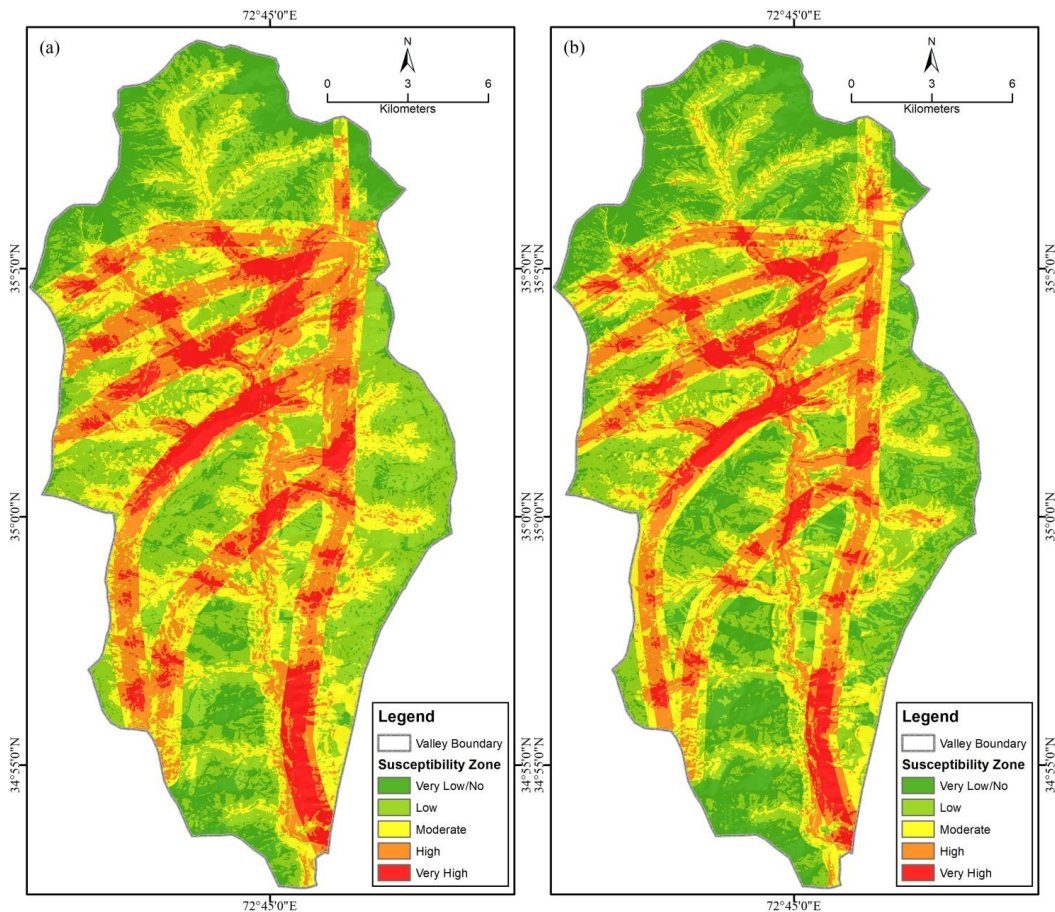 72°45'0"E
72°45'0"E
(a)
N
0 3 6
Kilometers
(b)
N
0 3 6
Kilometers
35°5'0"N
35°5'0"N
35°5'0"N
35°0'0"N
35°0'0"N
35°0'0"N
34°55'0"N
34°55'0"N
34°55'0"N
Legend
Valley Boundary
Susceptibility Zone
Very Low/No
Low
Moderate
High
Very High
Legend
Valley Boundary
Susceptibility Zone
Very Low/No
Low
Moderate
High
Very High
72°45'0"E
72°45'0"E